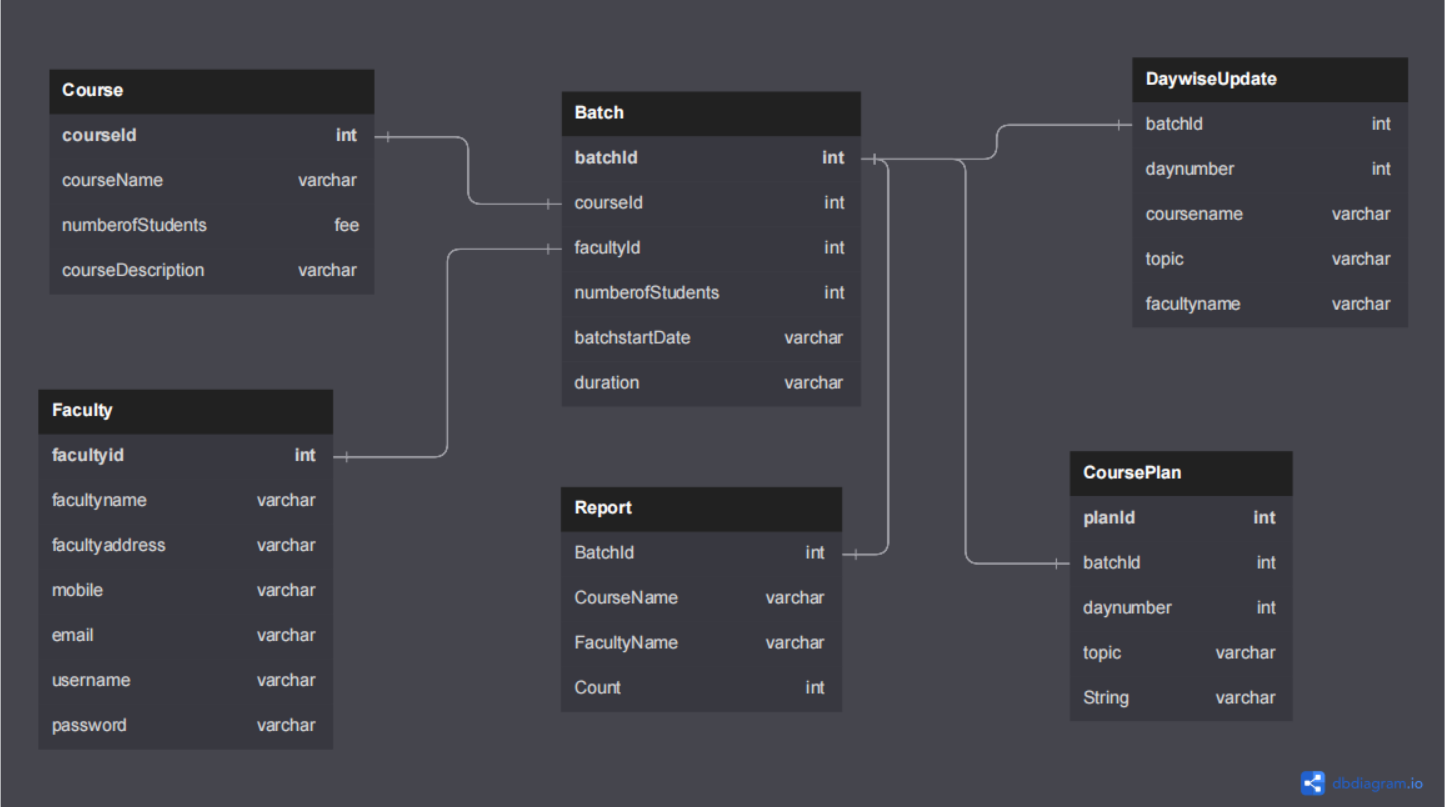 Course
courseId int
courseName varchar
numberofStudents fee
courseDescription varchar
Faculty
facultyid int
facultyname varchar
facultyaddress varchar
mobile varchar
email varchar
username varchar
password varchar
Batch
batchId int
courseId int
facultyId int
numberofStudents int
batchstartDate varchar
duration varchar
Report
BatchId int
CourseName varchar
FacultyName varchar
Count int
DaywiseUpdate
batchId int
daynumber int
coursename varchar
topic varchar
facultyname varchar
CoursePlan
planId int
batchId int
daynumber int
topic varchar
String varchar
dbdiagram.io